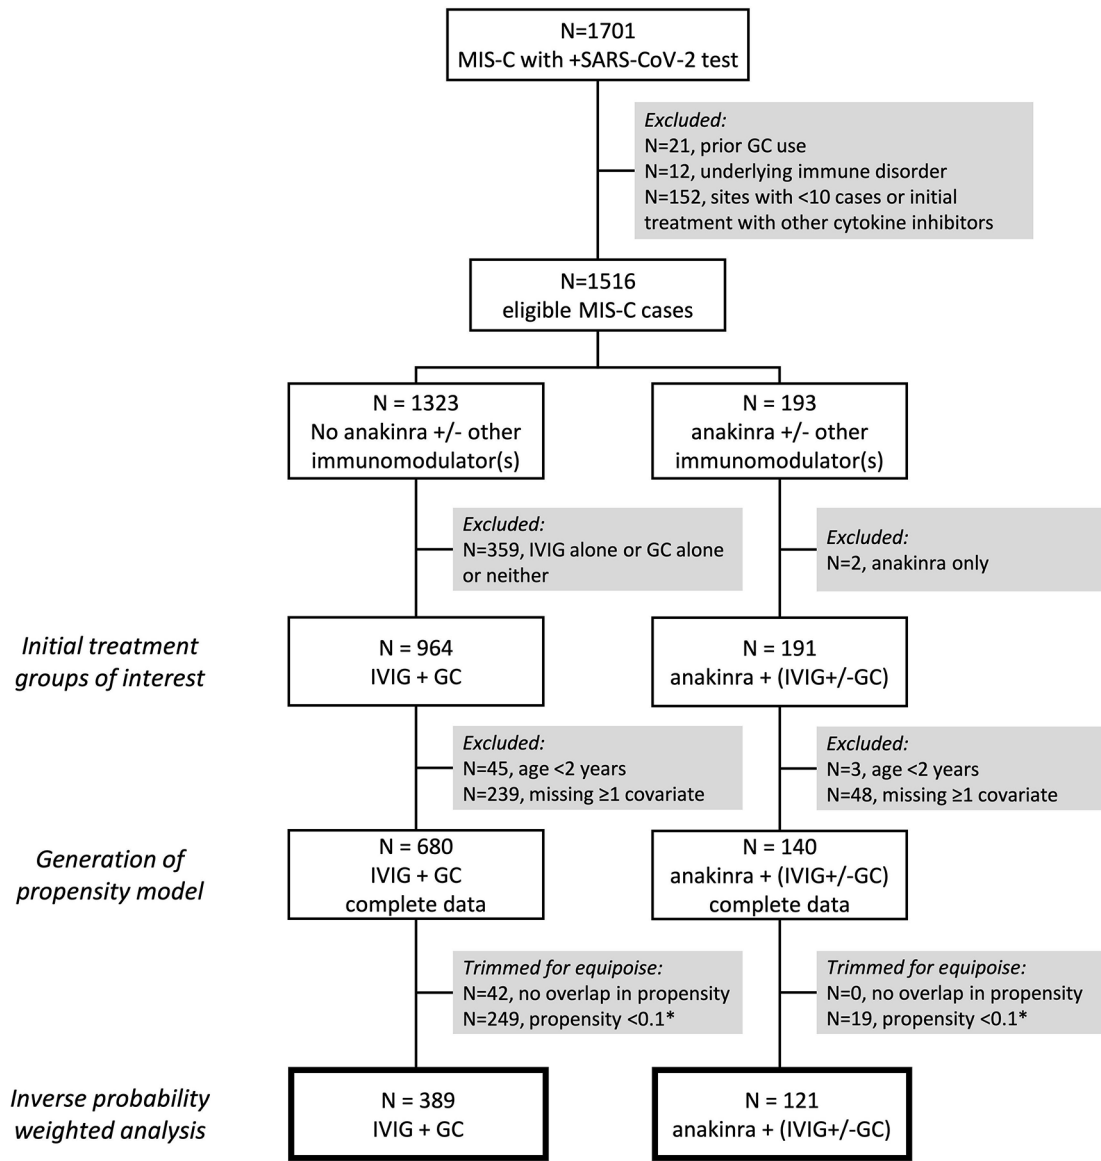 N=1701
MIS-C with +SARS-CoV-2 test
Excluded:
N=21, prior GC use
N=12, underlying immune disorder
N=152, sites with <10 cases or initial
treatment with other cytokine inhibitors
N=1516
eligible MIS-C cases
N = 1323
No anakinra +/- other
immunomodulator(s)
N = 193
anakinra +/- other
immunomodulator(s)
Excluded:
N=359, IVIG alone or GC alone
or neither
Excluded:
N=2, anakinra only
Initial treatment
groups of interest
N = 964
IVIG + GC
N = 191
anakinra + (IVIG+/-GC)
Excluded:
N=45, age <2 years
N=239, missing ≥1 covariate
Excluded:
N=3, age <2 years
N=48, missing ≥1 covariate
Generation of
propensity model
N = 680
IVIG + GC
complete data
N = 140
anakinra + (IVIG+/-GC)
complete data
Trimmed for equipoise:
N=42, no overlap in propensity
N=249, propensity <0.1*
Trimmed for equipoise:
N=0, no overlap in propensity
N=19, propensity <0.1*
Inverse probability
weighted analysis
N = 389
IVIG + GC
N = 121
anakinra + (IVIG+/-GC)